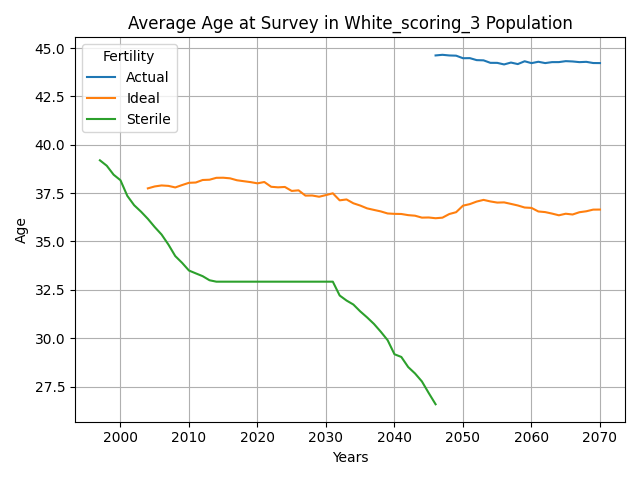 Average Age at Survey in White_scoring_3 Population
Fertility
Actual
Ideal
Sterile
45.0
42.5
40.0
37.5
35.0
32.5
30.0
27.5
Age
2000 2010 2020 2030 2040 2050 2060 2070
Years